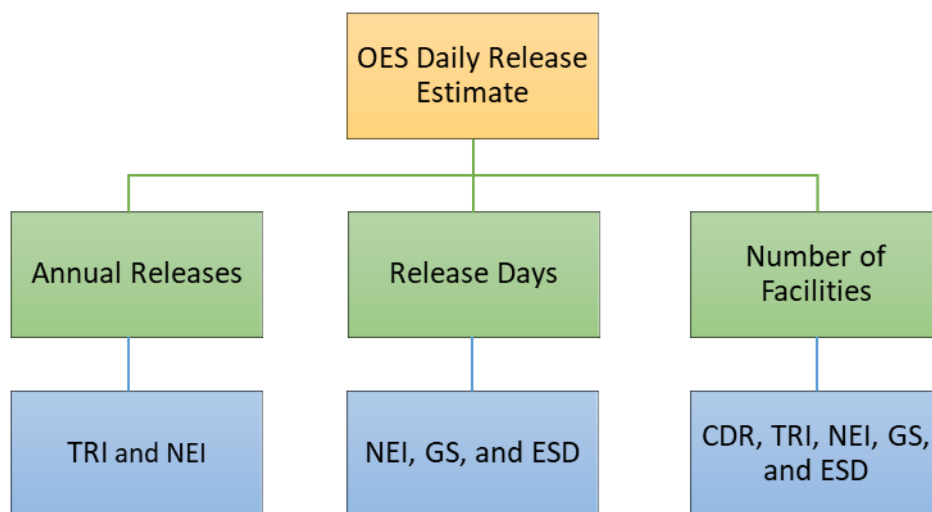 OES Daily Release
Estimate
Annual Releases
Release Days
Number of
Facilities
TRI and NEI
NEI, GS, and ESD
CDR, TRI, NEI, GS,
and ESD